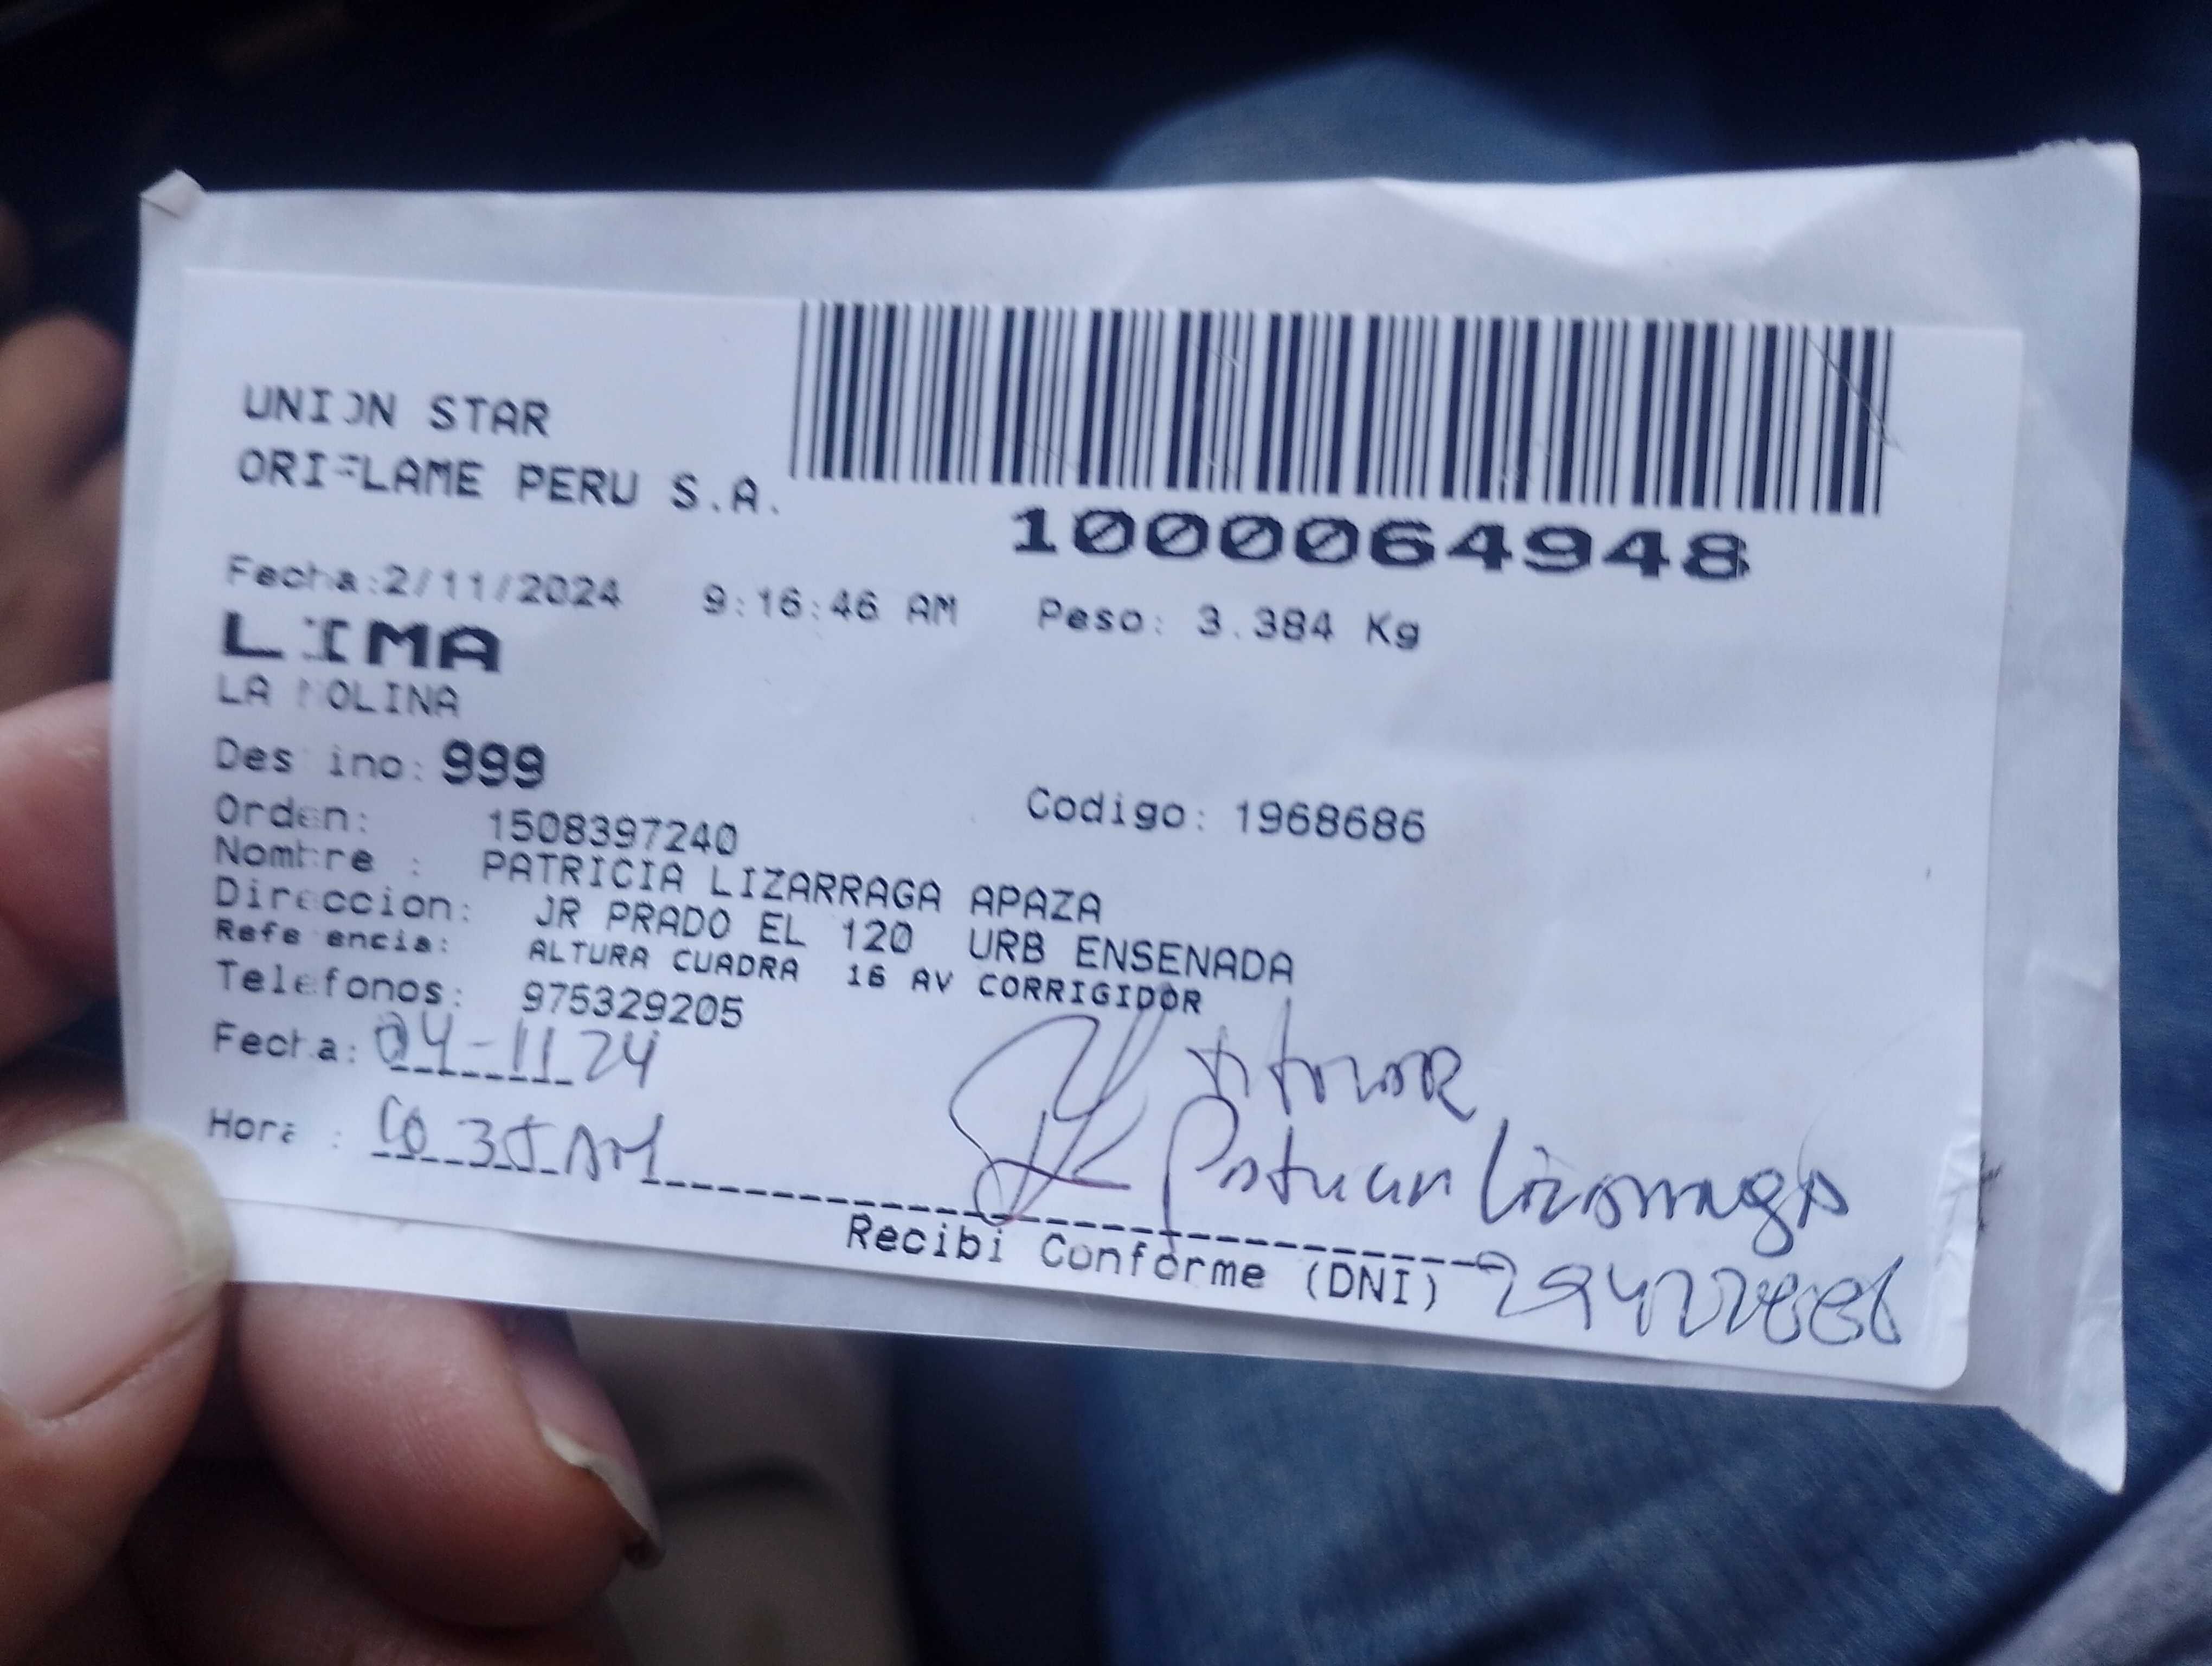 UNION STAR
ORIFLAME PERU S.A.
1000064948
Fecha:2/11/2024 9:16:46 AM Peso: 3.384 Kg
LIMA
LA MOLINA
Destino: 999
Orden: 1508397240 Codigo: 1968686
Nombre : PATRICIA LIZARRAGA APAZA
Direccion: JR PRADO EL 120 URB ENSENADA
Referencia: ALTURA CUADRA 16 AV CORRIGIDOR
Telefonos: 975329205
Fecha: 04-11 24
Titular
Hora : 10 35 AM
Lizarraga
Recibi Conforme (DNI)